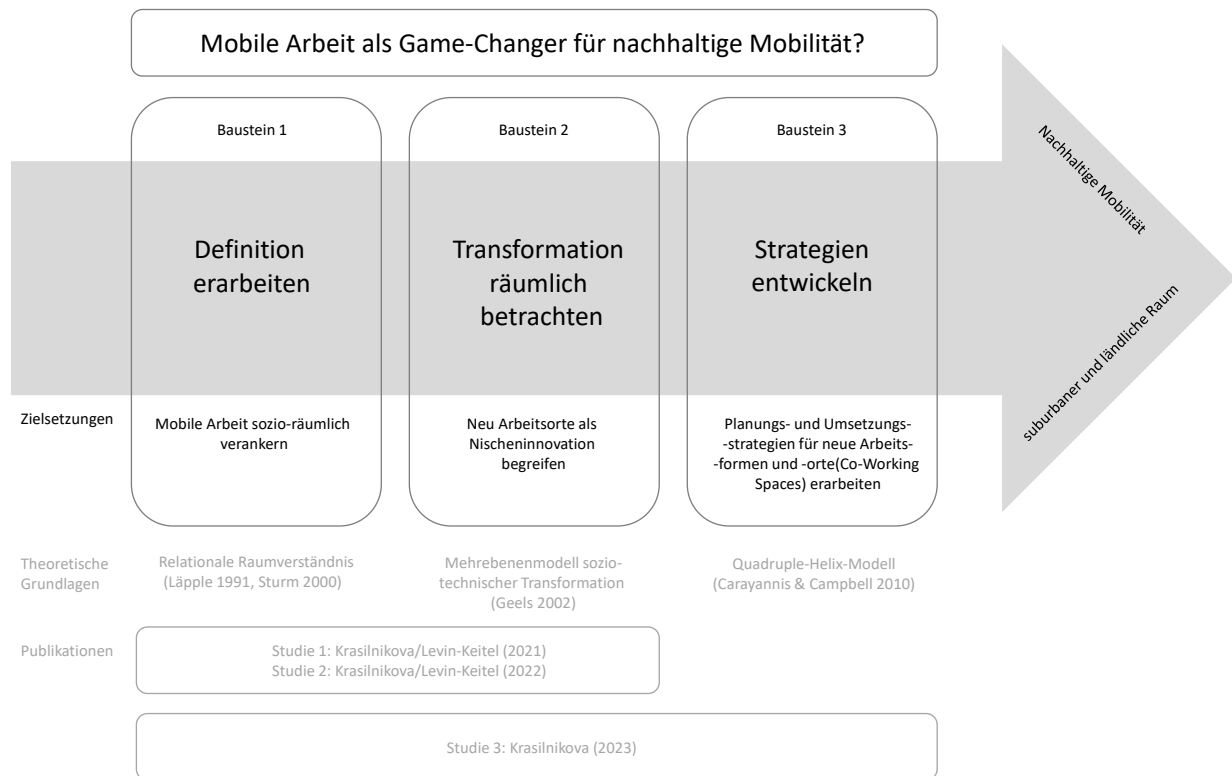 Mobile Arbeit als Game-Changer für nachhaltige Mobilität?
Baustein 1
Baustein 2
Baustein 3
Definition
erarbeiten
Transformation
räumlich
betrachten
Strategien
entwickeln
Nachhaltige Mobilität
suburbaner und ländliche Raum
Zielsetzungen
Mobile Arbeit sozio-räumlich
verankern
Neu Arbeitsorte als
Nischeninnovation
begreifen
Planungs- und Umsetzungs-
-strategien für neue Arbeits-
-formen und -orte(Co-Working
Spaces) erarbeiten
Theoretische
Grundlagen
Relationale Raumverständnis
(Läpple 1991, Sturm 2000)
Mehrebenenmodell sozio-
technischer Transformation
(Geels 2002)
Quadruple-Helix-Modell
(Carayannis & Campbell 2010)
Publikationen
Studie 1: Krasilnikova/Levin-Keitel (2021)
Studie 2: Krasilnikova/Levin-Keitel (2022)
Studie 3: Krasilnikova (2023)